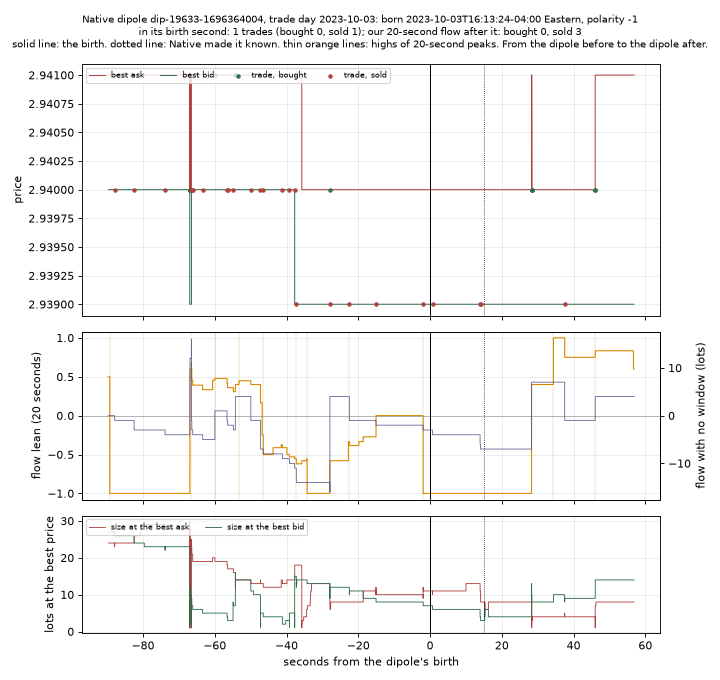 Native dipole dip-19633-1696364004, trade day 2023-10-03: born 2023-10-03T16:13:24-04:00 Eastern, polarity -1
in its birth second: 1 trades (bought 0, sold 1); our 20-second flow after it: bought 0, sold 3
solid line: the birth. dotted line: Native made it known. thin orange lines: highs of 20-second peaks. From the dipole before to the dipole after.
best ask best bid trade, bought trade, sold
2.94100
2.94075
2.94050
2.94025
2.94000
2.93975
2.93950
2.93925
2.93900
price
1.0
0.5
0.0
−0.5
−1.0
flow lean (20 seconds)
10
0
−10
flow with no window (lots)
size at the best ask size at the best bid
30
20
10
0
lots at the best price
−80 −60 −40 −20 0 20 40 60
seconds from the dipole's birth